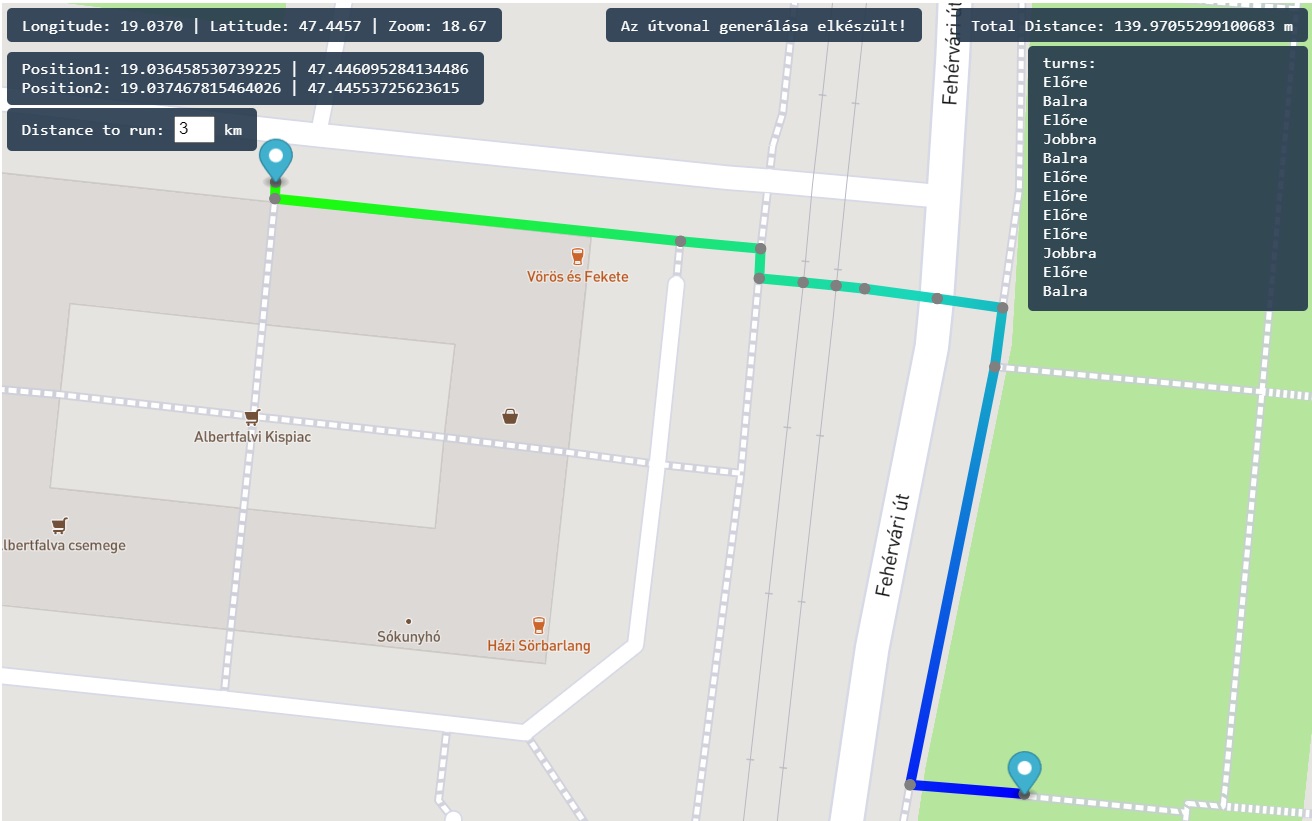 Longitude: 19.0370 | Latitude: 47.4457 | Zoom: 18.67
Az útvonal generálása elkészült!
Total Distance: 139.97055299100683 m
Position1: 19.036458530739225 | 47.446095284134486
Position2: 19.037467815464026 | 47.44553725623615
Distance to run: 3 km
turns:
Előre
Balra
Előre
Jobbra
Balra
Előre
Előre
Előre
Előre
Jobbra
Előre
Balra
Fehérvári út
Vörös és Fekete
Albertfalvi Kispiac
lbertfalva csemege
Fehérvári út
Sókunyhó
Házi Sörbarlang